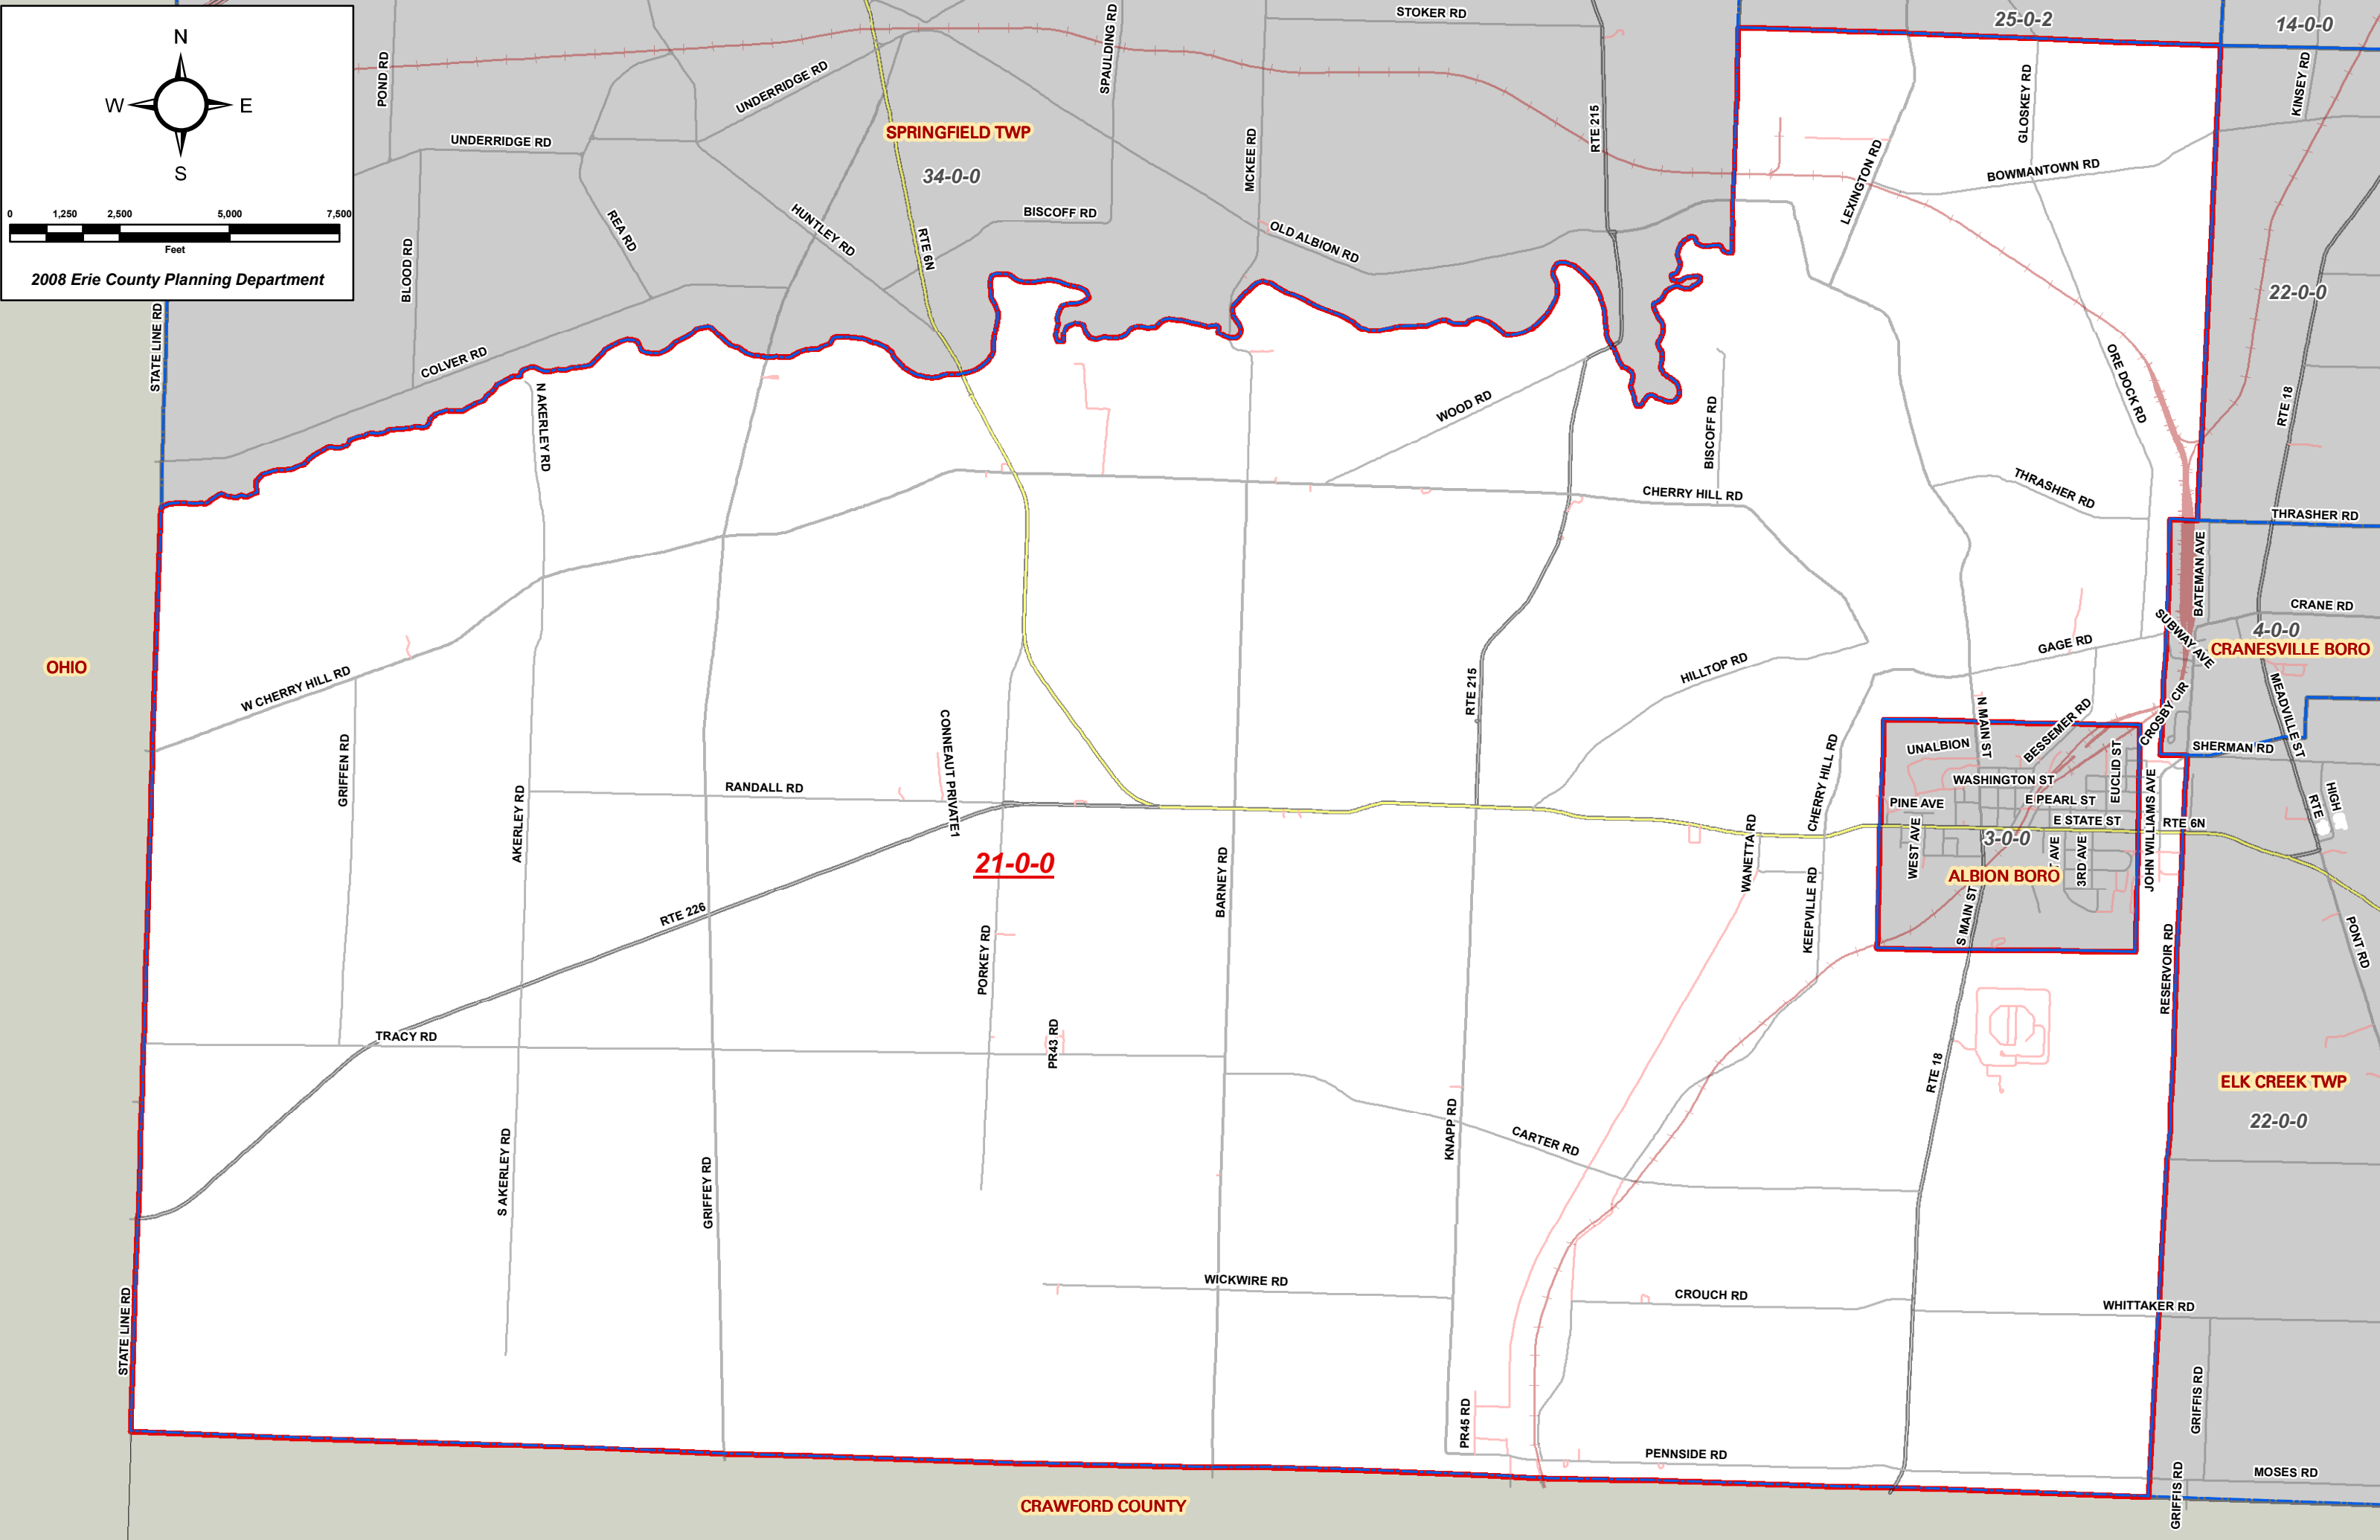 N
W
E
S
0
1,250
2,500
5,000
7,500
Feet
2008 Erie County Planning Department
STOKER RD
25-0-2
14-0-0
POND RD
SPAULDING RD
UNDERRIDGE RD
GLOSKEY RD
KINSEY RD
UNDERRIDGE RD
SPRINGFIELD TWP
34-0-0
MCKEE RD
RTE 215
LEXINGTON RD
BOWMANTOWN RD
BISCOFF RD
REA RD
HUNTLEY RD
RTE 6N
OLD ALBION RD
BLOOD RD
22-0-0
STATE LINE RD
COLVER RD
N AKERLEY RD
WOOD RD
BISCOFF RD
ORE DOCK RD
RTE 18
CHERRY HILL RD
THRASHER RD
THRASHER RD
BATEMAN AVE
CRANE RD
SUBWAY AVE
4-0-0
CRANESVILLE BORO
OHIO
W CHERRY HILL RD
HILLTOP RD
GAGE RD
RTE 215
GRIFFEN RD
CONNEAUT PRIVATE1
N MAIN ST
BESSEMER RD
CROSBY CIR
MEADVILLE ST
SHERMAN RD
UNALBION
EUCLID ST
WASHINGTON ST
CHERRY HILL RD
RANDALL RD
AKERLEY RD
PINE AVE
E PEARL ST
E STATE ST
JOHN WILLIAMS AVE
RTE 6N
RTE
HIGH
3-0-0
WANETTA RD
WEST AVE
T AVE
3RD AVE
ALBION BORO
21-0-0
BARNEY RD
RTE 226
KEEPVILLE RD
S MAIN ST
RESERVOIR RD
PONT RD
PORKEY RD
TRACY RD
PR43 RD
RTE 18
ELK CREEK TWP
22-0-0
S AKERLEY RD
GRIFFEY RD
KNAPP RD
CARTER RD
WICKWIRE RD
CROUCH RD
WHITTAKER RD
STATE LINE RD
PR45 RD
GRIFFIS RD
PENNSIDE RD
MOSES RD
GRIFFIS RD
CRAWFORD COUNTY